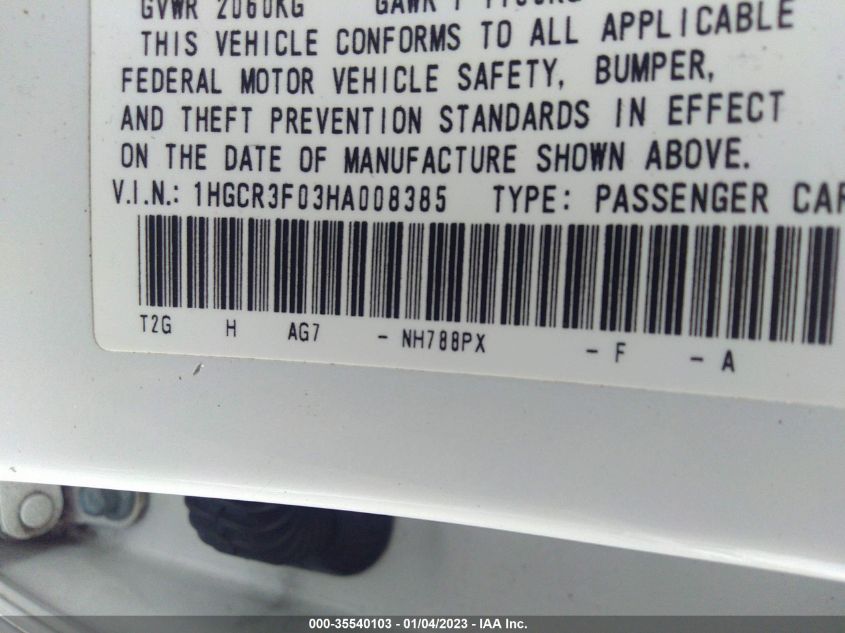 GVWR 2060KG GAWR F
THIS VEHICLE CONFORMS TO ALL APPLICABLE
FEDERAL MOTOR VEHICLE SAFETY, BUMPER,
AND THEFT PREVENTION STANDARDS IN EFFECT
ON THE DATE OF MANUFACTURE SHOWN ABOVE.
V.I.N.: 1HGCR3F03HA008385 TYPE: PASSENGER CAR
T2G H AG7 - NH788PX - F - A
000-35540103 - 01/04/2023 - IAA Inc.